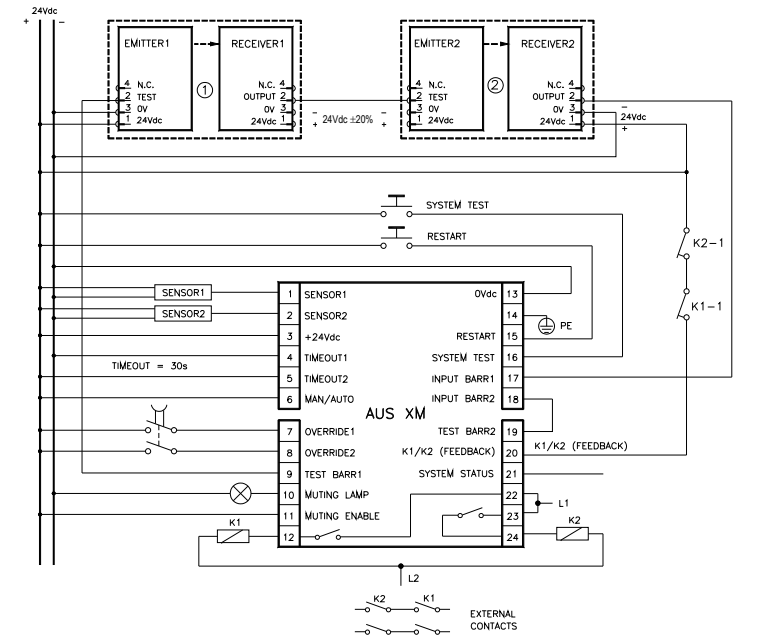 24Vdc
+ –
EMITTER1
RECEIVER1
EMITTER2
RECEIVER2
1
2
4 N.C.
2 TEST
3 0V
1 24Vdc
N.C. 4
OUTPUT 2
0V 3
24Vdc 1
– 24Vdc ±20% –
+ +
4 N.C.
2 TEST
3 0V
1 24Vdc
N.C. 4
OUTPUT 2
0V 3
24Vdc 1
–
24Vdc
+
SYSTEM TEST
RESTART
K2-1
K1-1
SENSOR1
SENSOR2
TIMEOUT = 30s
1 SENSOR1
2 SENSOR2
3 +24Vdc
4 TIMEOUT1
5 TIMEOUT2
6 MAN/AUTO
AUS XM
7 OVERRIDE1
8 OVERRIDE2
9 TEST BARR1
10 MUTING LAMP
11 MUTING ENABLE
12
0Vdc 13
14 PE
RESTART 15
SYSTEM TEST 16
INPUT BARR1 17
INPUT BARR2 18
TEST BARR2 19
K1/K2 (FEEDBACK) 20 K1/K2 (FEEDBACK)
SYSTEM STATUS 21
22
23
24
L1
K1
K2
L2
K2 K1
EXTERNAL
CONTACTS